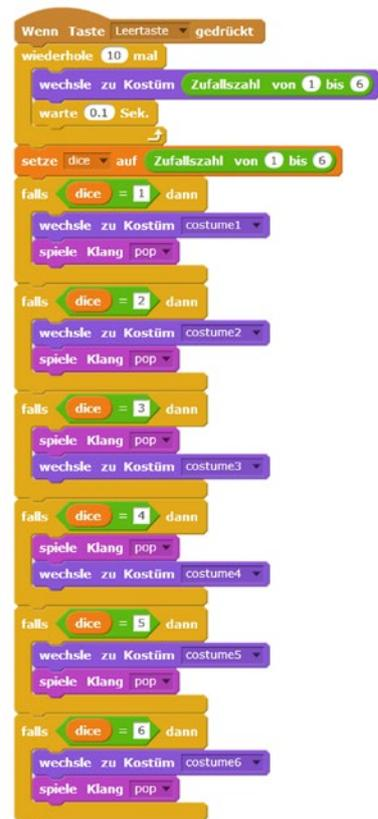 Wenn Taste Leertaste gedrückt
wiederhole 10 mal
wechsle zu Kostüm Zufallszahl von 1 bis 6
warte 0.1 Sek.
setze dice auf Zufallszahl von 1 bis 6
falls dice = 1 dann
wechsle zu Kostüm costume1
spiele Klang pop
falls dice = 2 dann
wechsle zu Kostüm costume2
spiele Klang pop
falls dice = 3 dann
spiele Klang pop
wechsle zu Kostüm costume3
falls dice = 4 dann
spiele Klang pop
wechsle zu Kostüm costume4
falls dice = 5 dann
wechsle zu Kostüm costume5
spiele Klang pop
falls dice = 6 dann
wechsle zu Kostüm costume6
spiele Klang pop